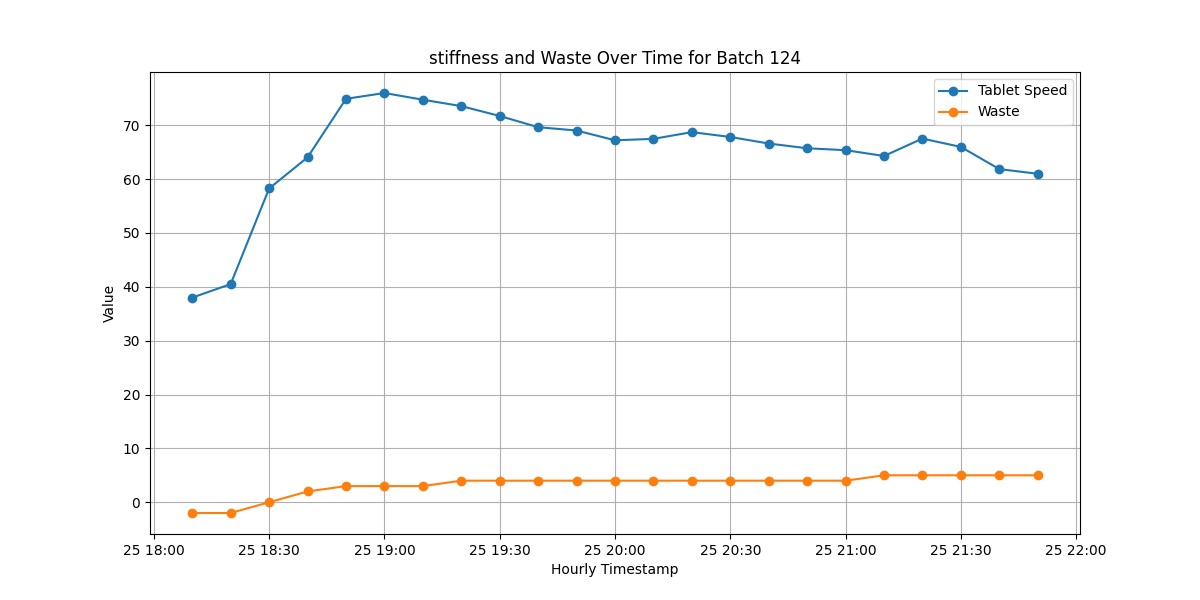 stiffness and Waste Over Time for Batch 124
Tablet Speed
Waste
Value
70
60
50
40
30
20
10
0
25 18:00 25 18:30 25 19:00 25 19:30 25 20:00 25 20:30 25 21:00 25 21:30 25 22:00
Hourly Timestamp